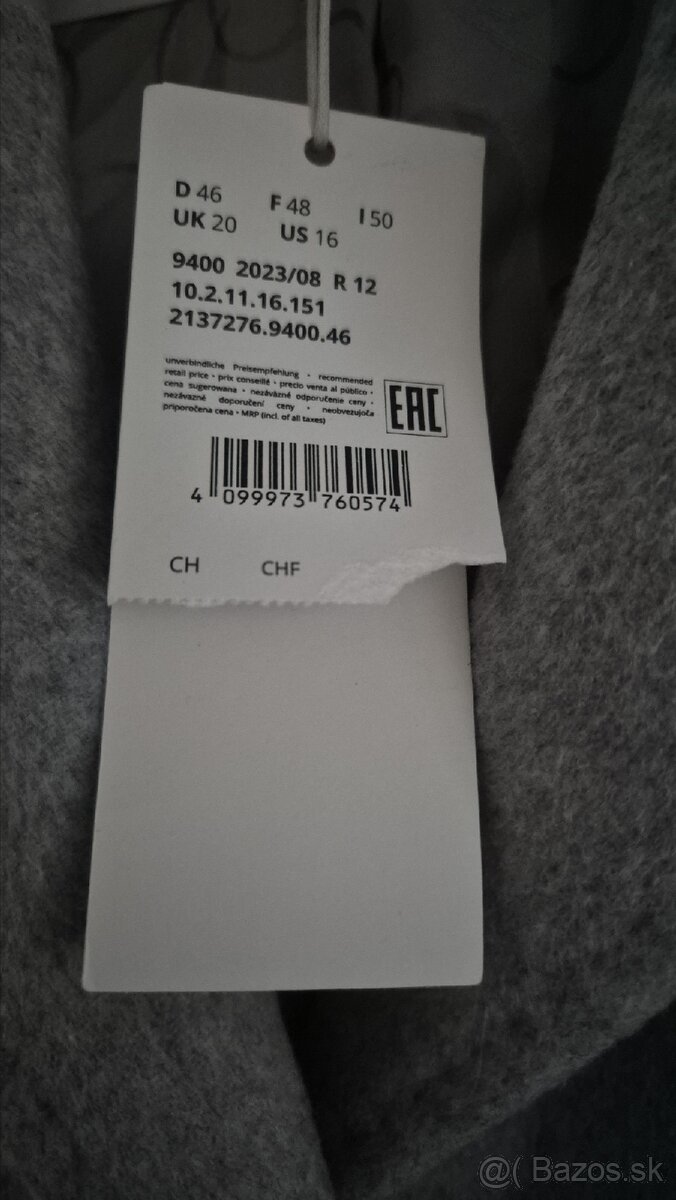 D 46 F 48 I 50
UK 20 US 16
9400 2023/08 R 12
10.2.11.16.151
2137276.9400.46
unverbindliche Preisempfehlung • recommended
retail price • prix conseillé • precio venta al público •
cena sugerowana • nezáväzné odporučenie ceny •
nezávazné doporučení ceny • neobvezujoča
priporočena cena • MRP (incl. of all taxes)
EAC
4 099973 760574
CH CHF
@( Bazos.sk